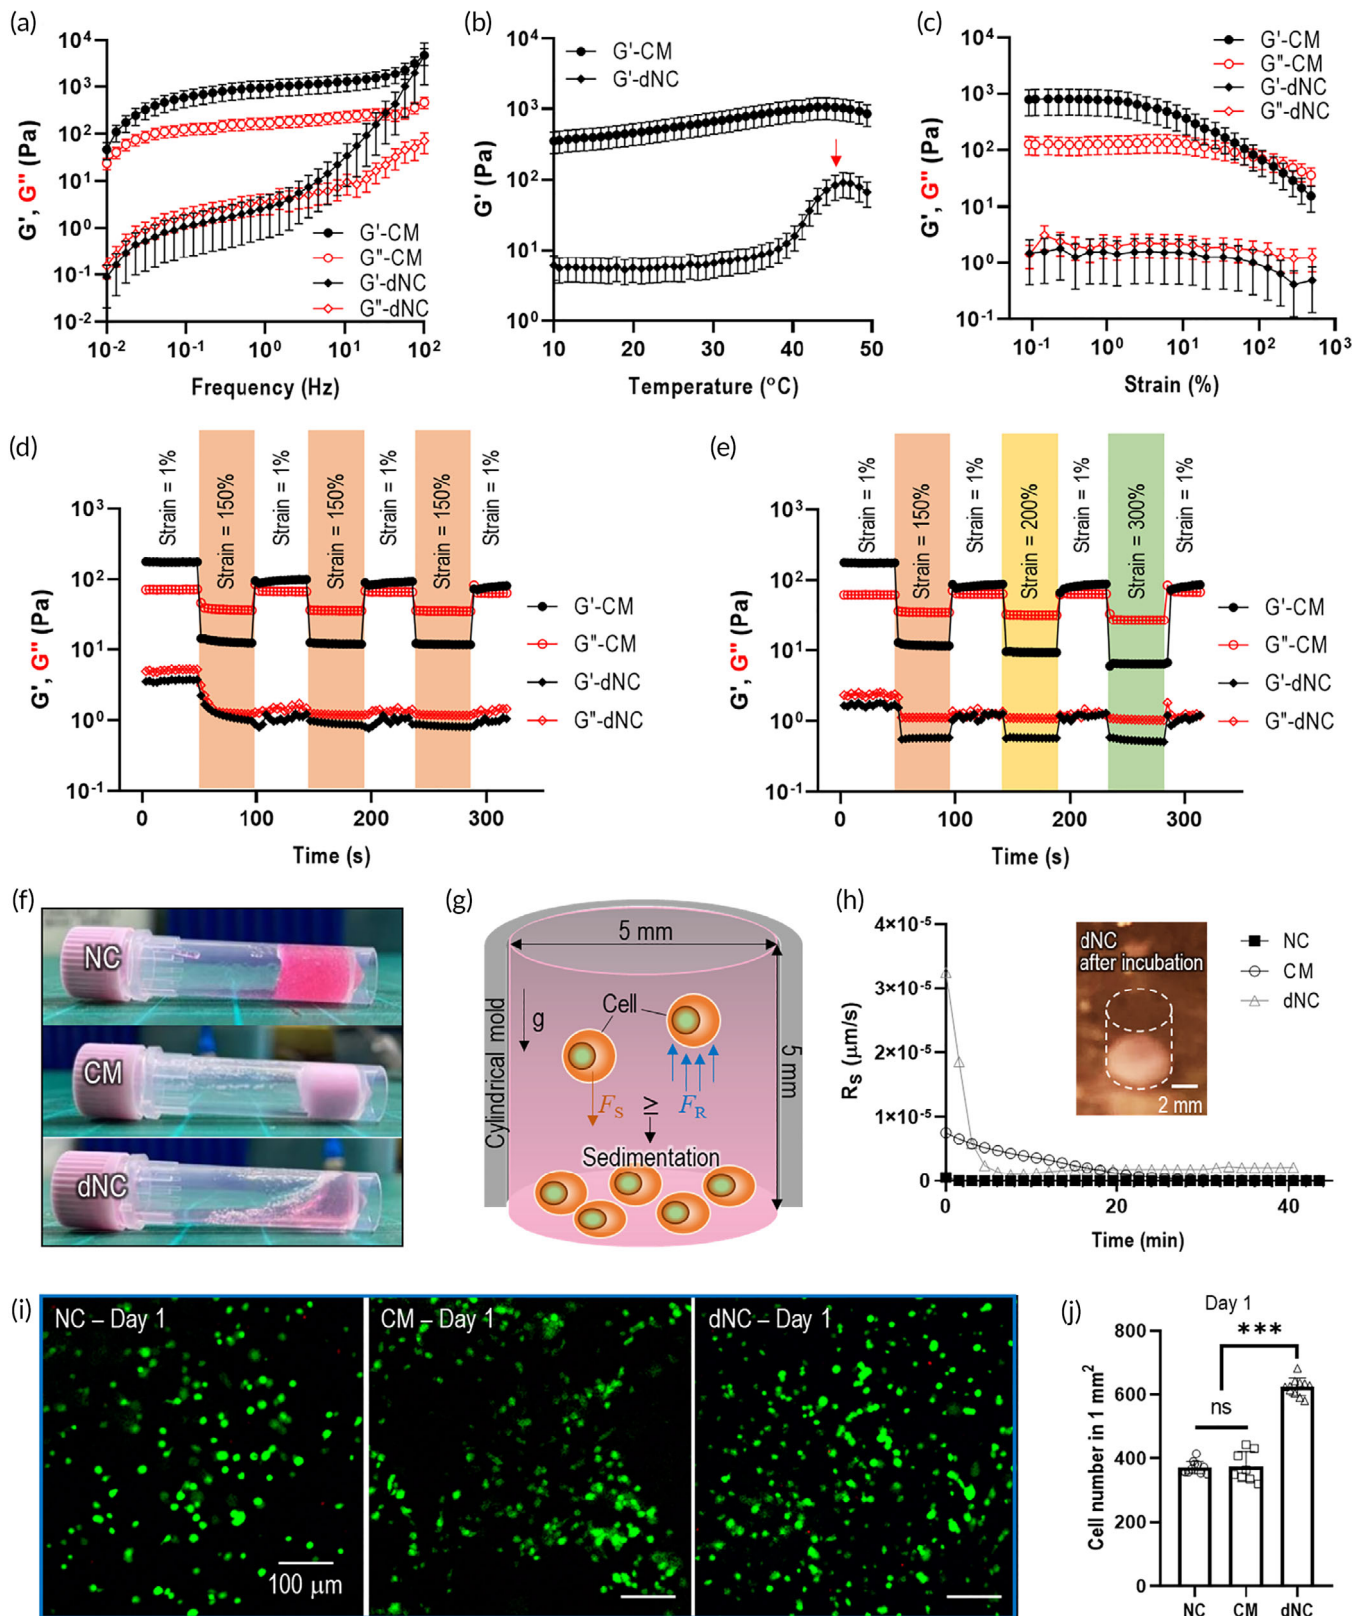 (a)
10⁴
10³
10²
10¹
10⁰
10⁻¹
10⁻²
G', G" (Pa)
G'-CM
G"-CM
G'-dNC
G"-dNC
10⁻² 10⁻¹ 10⁰ 10¹ 10²
Frequency (Hz)
(b)
10⁴
10³
10²
10¹
10⁰
G' (Pa)
G'-CM
G'-dNC
10 20 30 40 50
Temperature (°C)
(c)
10⁴
10³
10²
10¹
10⁰
10⁻¹
G', G" (Pa)
G'-CM
G"-CM
G'-dNC
G"-dNC
10⁻¹ 10⁰ 10¹ 10² 10³
Strain (%)
(d)
10³
10²
10¹
10⁰
10⁻¹
G', G" (Pa)
Strain = 1%
Strain = 150%
Strain = 1%
Strain = 150%
Strain = 1%
Strain = 150%
Strain = 1%
G'-CM
G"-CM
G'-dNC
G"-dNC
0 100 200 300
Time (s)
(e)
10³
10²
10¹
10⁰
10⁻¹
G', G" (Pa)
Strain = 1%
Strain = 150%
Strain = 1%
Strain = 200%
Strain = 1%
Strain = 300%
Strain = 1%
G'-CM
G"-CM
G'-dNC
G"-dNC
0 100 200 300
Time (s)
(f)
NC
CM
dNC
(g)
5 mm
Cylindrical mold
g
Cell
5 mm
F_S ≥ F_R
Sedimentation
(h)
4×10⁻⁵
3×10⁻⁵
2×10⁻⁵
1×10⁻⁵
0
R_S (μm/s)
dNC
after incubation
2 mm
NC
CM
dNC
0 20 40
Time (min)
(i)
NC – Day 1
100 μm
CM – Day 1
dNC – Day 1
(j)
Day 1
800
600
400
200
0
Cell number in 1 mm²
***
ns
NC CM dNC